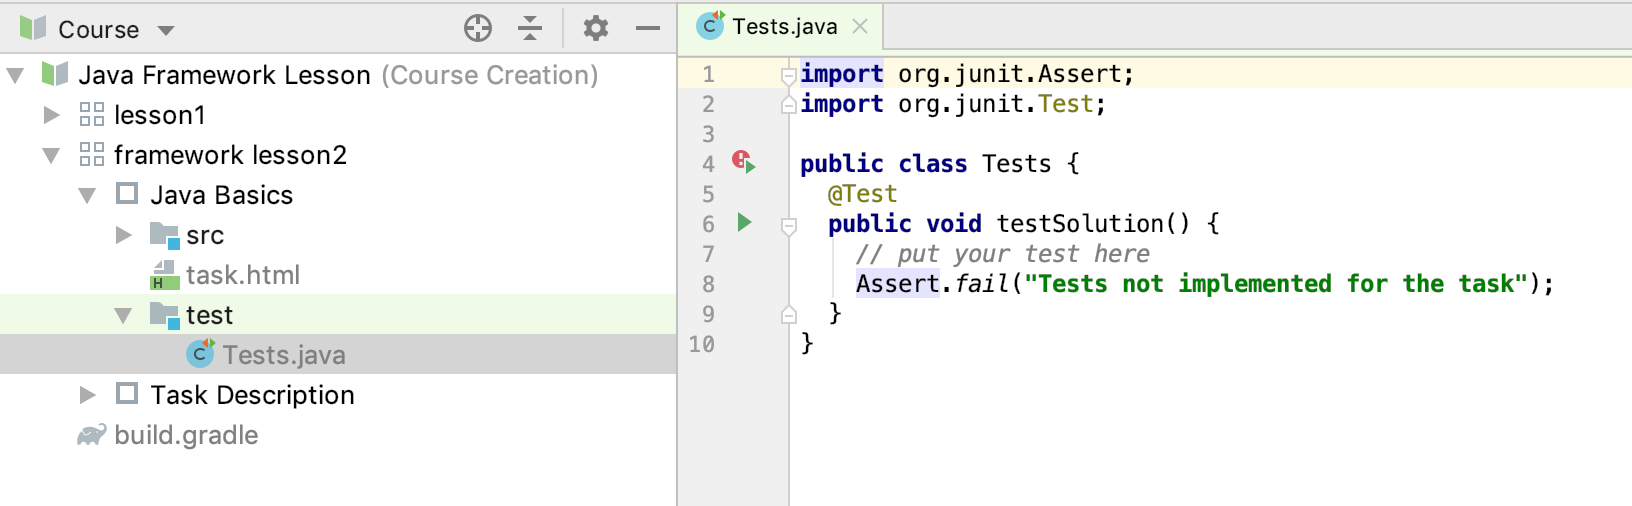 Course
Java Framework Lesson (Course Creation)
lesson1
framework lesson2
Java Basics
src
task.html
test
Tests.java
Task Description
build.gradle
Tests.java
1 import org.junit.Assert;
2 import org.junit.Test;
3
4 public class Tests {
5 @Test
6 public void testSolution() {
7 // put your test here
8 Assert.fail("Tests not implemented for the task");
9 }
10 }